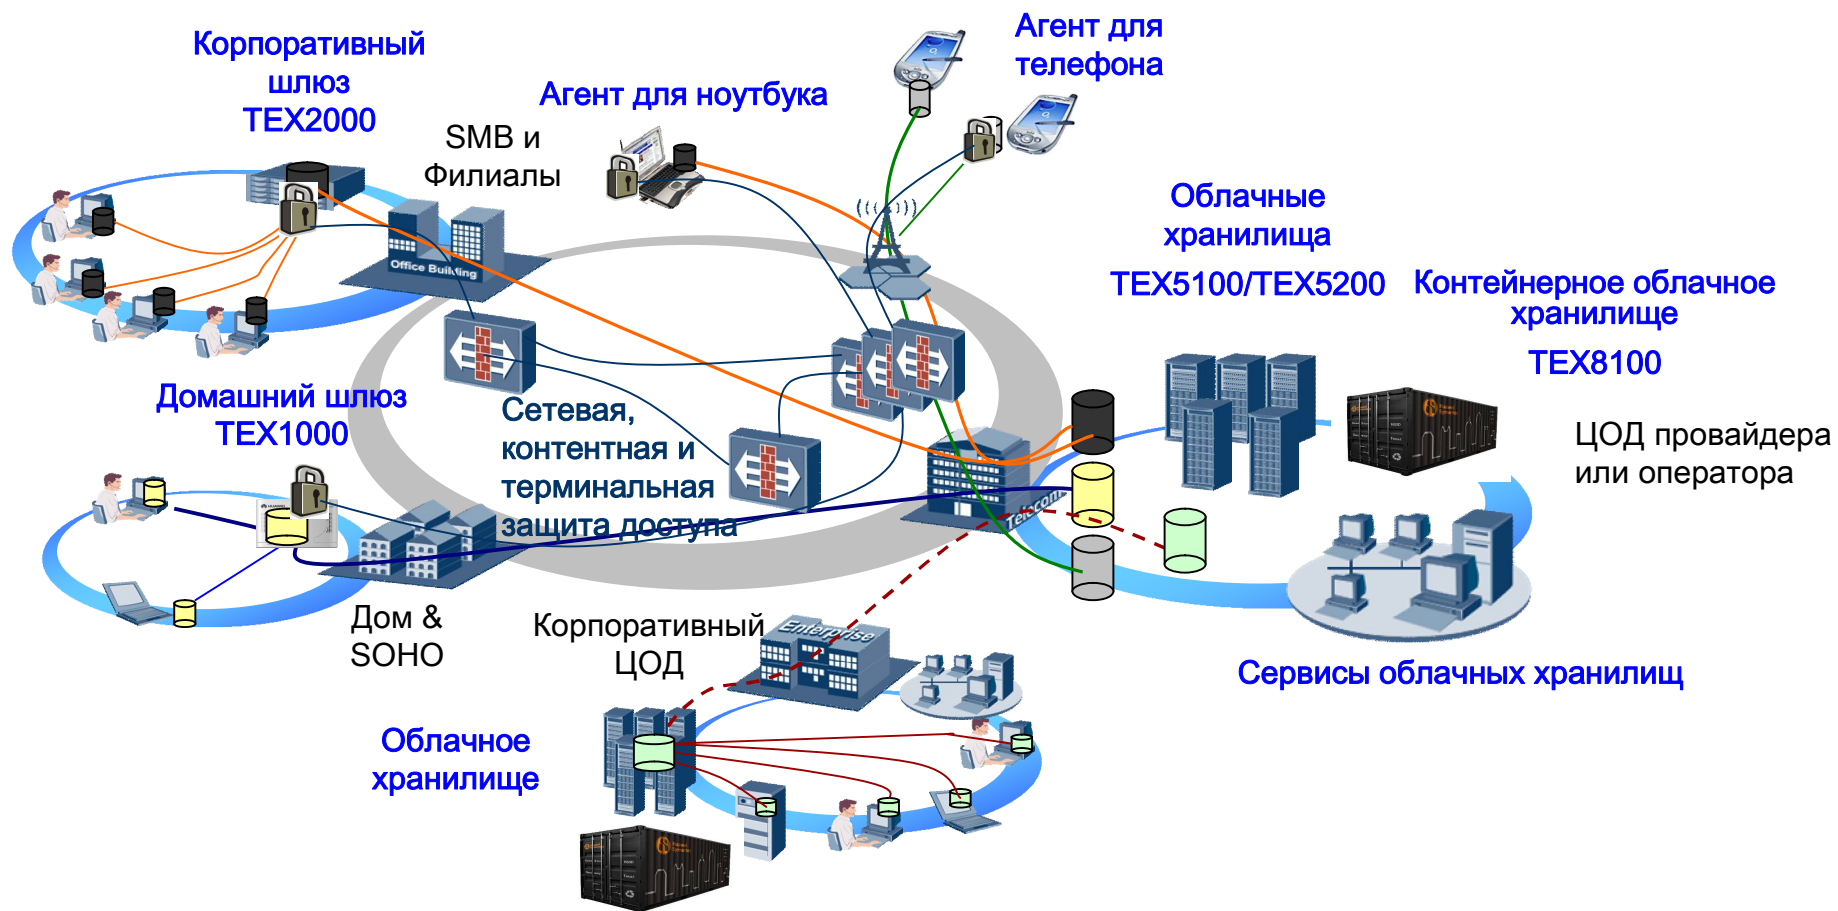 Корпоративный
шлюз
TEX2000
SMB и
Филиалы
Агент для ноутбука
Агент для
телефона
Облачные
хранилища
TEX5100/TEX5200
Контейнерное облачное
хранилище
TEX8100
ЦОД провайдера
или оператора
Office Building
Домашний шлюз
TEX1000
HUAWEI
Сетевая,
контентная и
терминальная
защита доступа
Telecom
Дом &
SOHO
Корпоративный
ЦОД
Enterprise
Облачное
хранилище
Сервисы облачных хранилищ